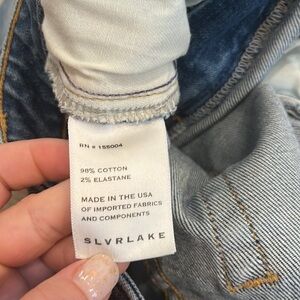 RN # 155004
98% COTTON
2% ELASTANE
MADE IN THE USA
OF IMPORTED FABRICS
AND COMPONENTS
SLVRLAKE